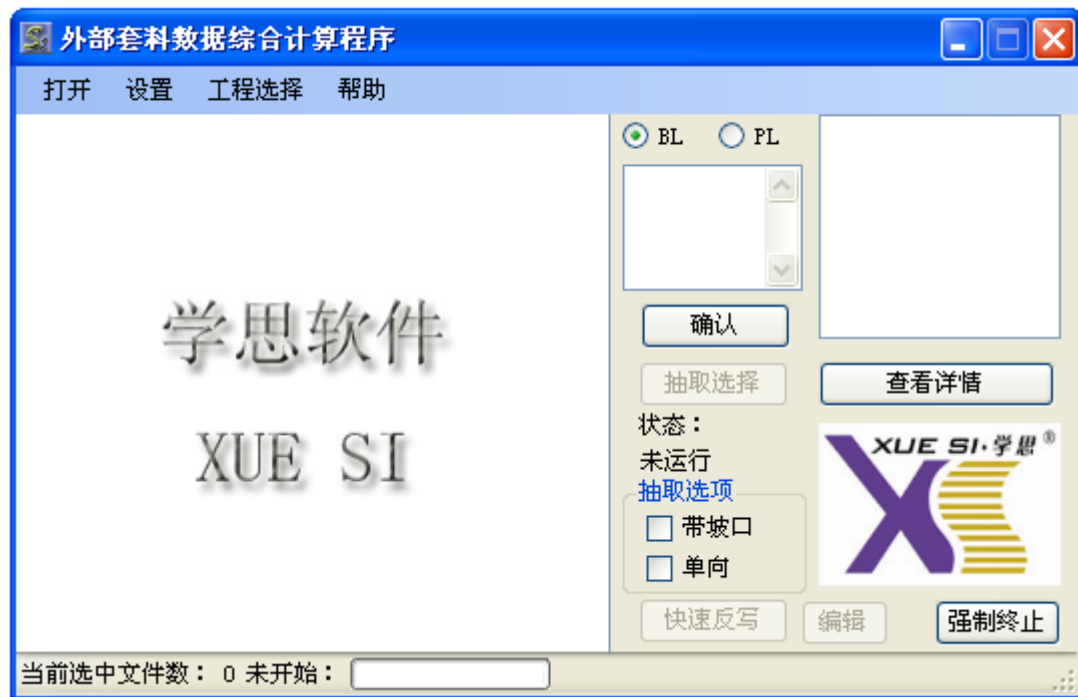 外部套料数据综合计算程序
打开 设置 工程选择 帮助
BL PL
学思软件
XUE SI
确认
抽取选择 查看详情
状态：
未运行
抽取选项
带坡口
单向
XUE SI·学思®
快速反写 编辑 强制终止
当前选中文件数： 0 未开始：